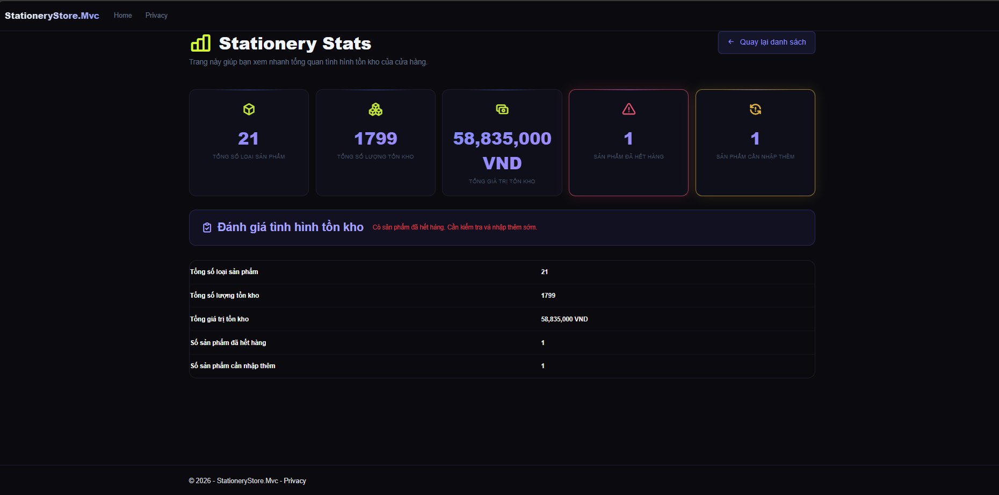 StationeryStore.Mvc Home Privacy
Stationery Stats
← Quay lại danh sách
Trang này giúp bạn xem nhanh tổng quan tình hình tồn kho của cửa hàng.
21
TỔNG SỐ LOẠI SẢN PHẨM
1799
TỔNG SỐ LƯỢNG TỒN KHO
58,835,000
VND
TỔNG GIÁ TRỊ TỒN KHO
1
SẢN PHẨM ĐÃ HẾT HÀNG
1
SẢN PHẨM CẦN NHẬP THÊM
Đánh giá tình hình tồn kho Có sản phẩm đã hết hàng. Cần kiểm tra và nhập thêm sớm.
Tổng số loại sản phẩm 21
Tổng số lượng tồn kho 1799
Tổng giá trị tồn kho 58,835,000 VND
Số sản phẩm đã hết hàng 1
Số sản phẩm cần nhập thêm 1
© 2026 - StationeryStore.Mvc - Privacy